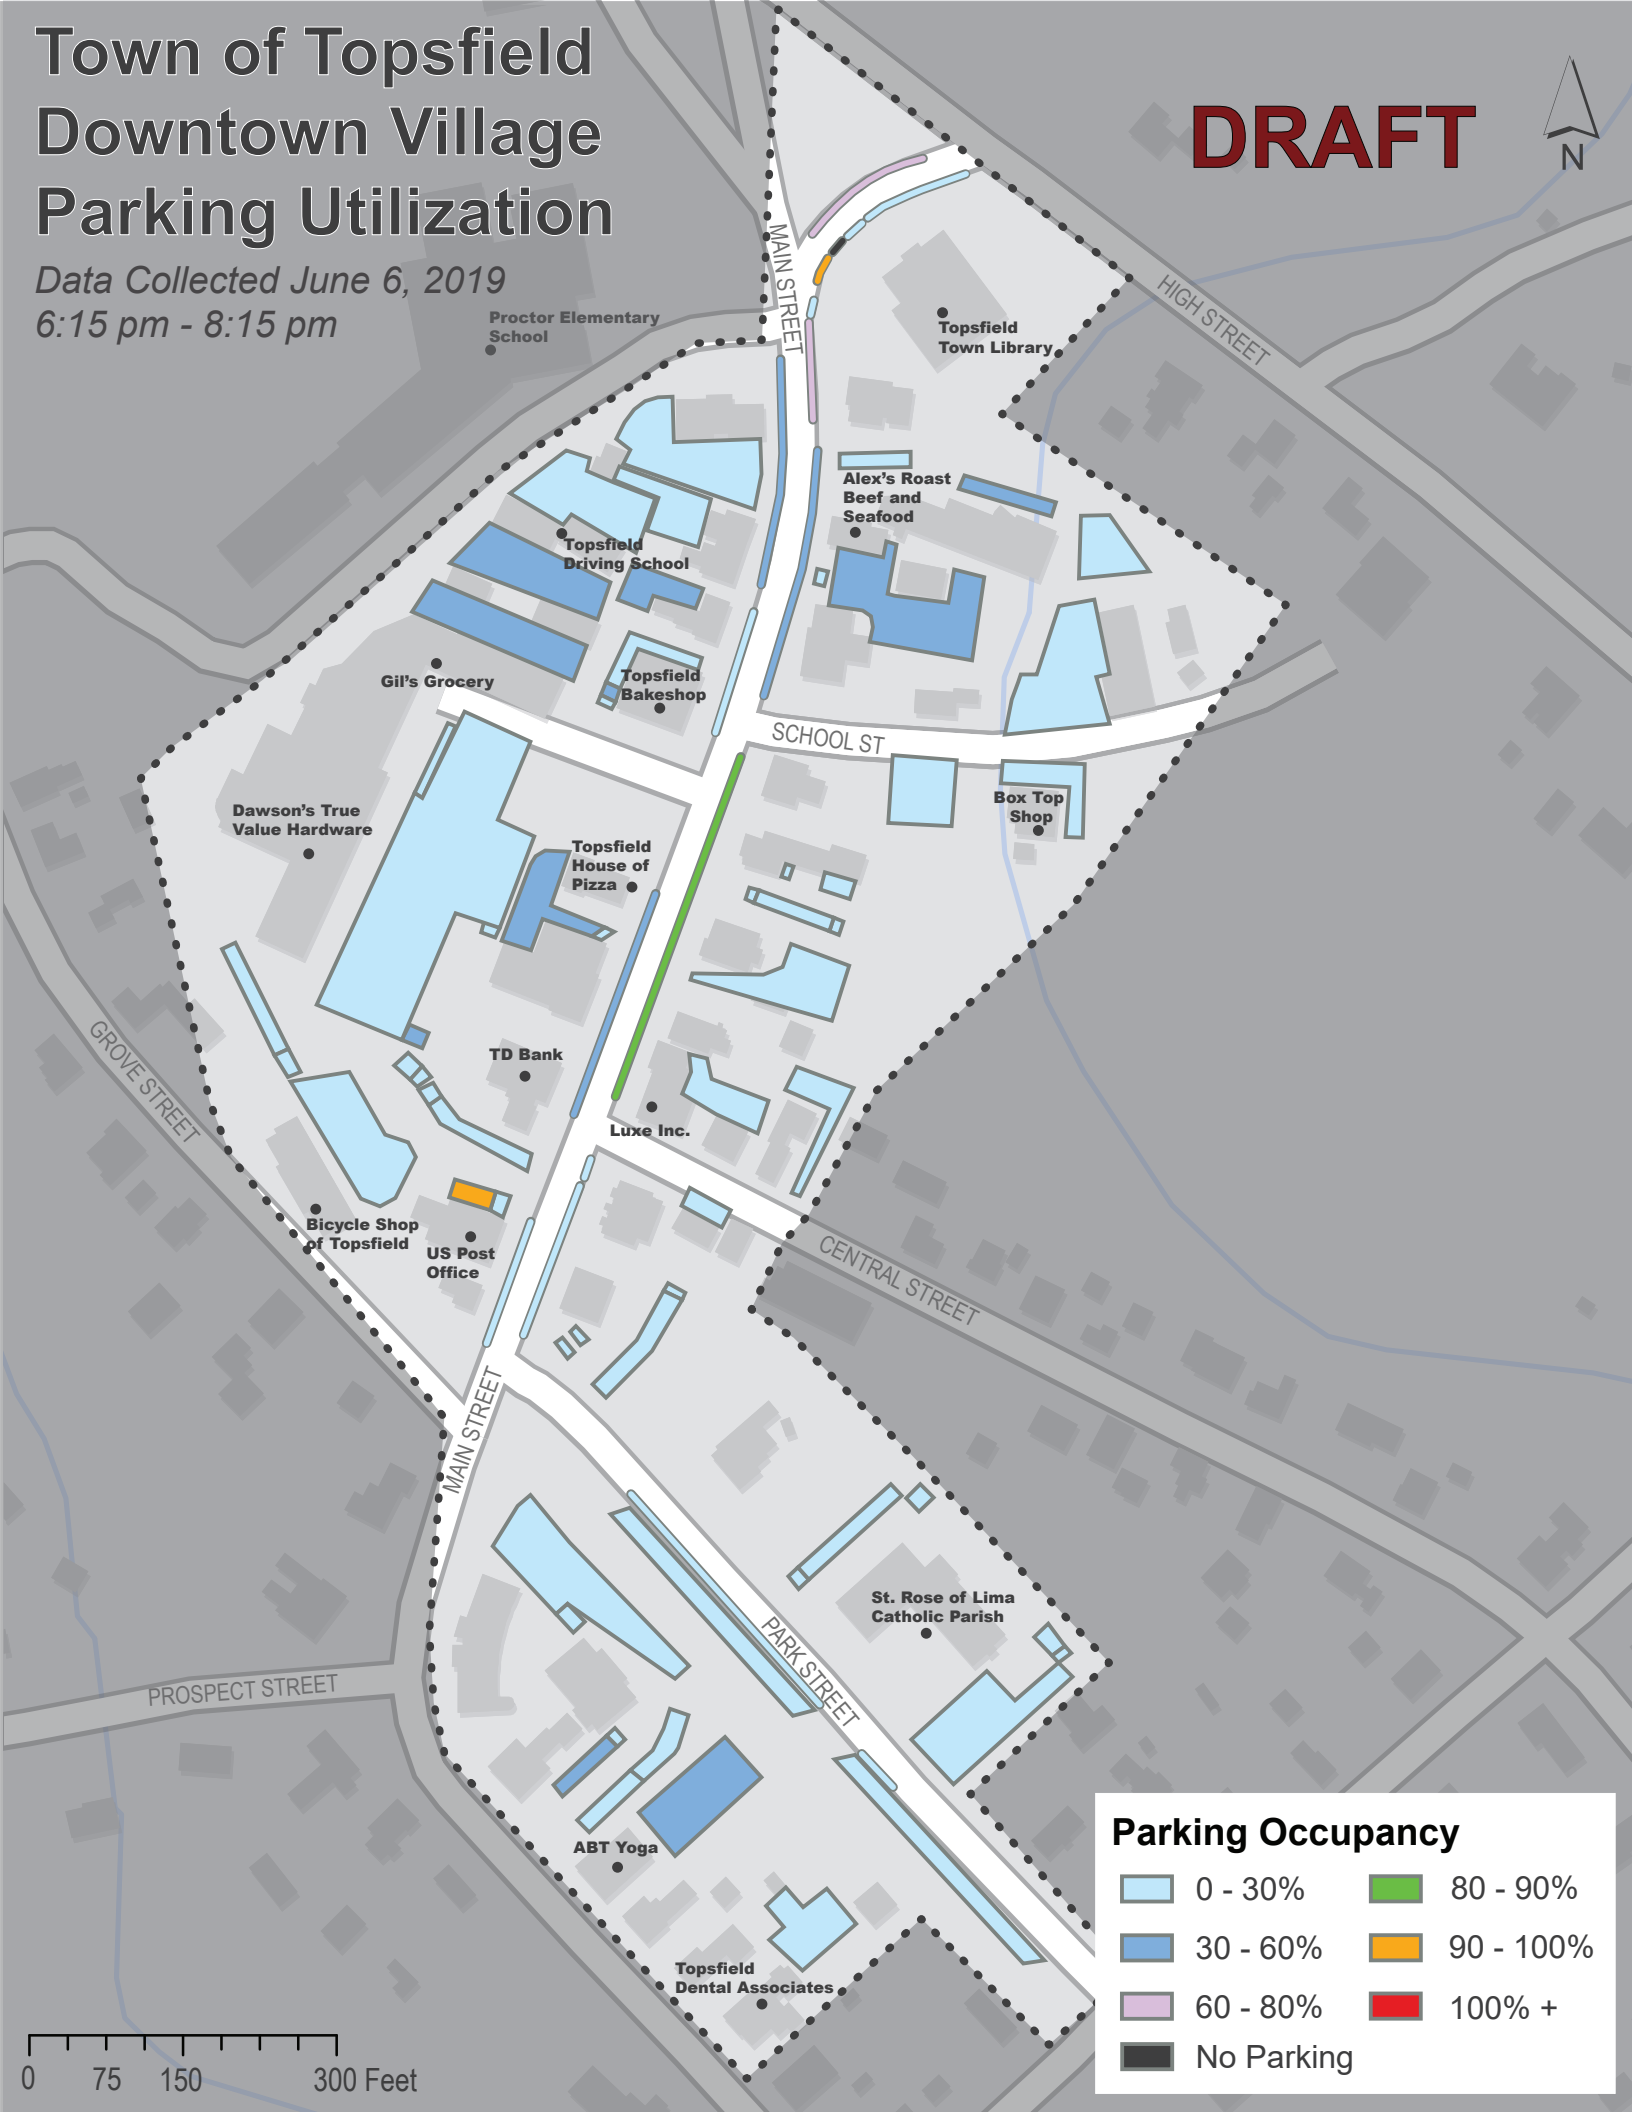 Town of Topsfield
Downtown Village
Parking Utilization
Data Collected June 6, 2019
6:15 pm - 8:15 pm
DRAFT
N
Proctor Elementary
School
MAIN STREET
HIGH STREET
Topsfield
Town Library
Alex's Roast
Beef and
Seafood
Topsfield
Driving School
Gil's Grocery
Topsfield
Bakeshop
SCHOOL ST
Box Top
Shop
Dawson's True
Value Hardware
Topsfield
House of
Pizza
GROVE STREET
TD Bank
Luxe Inc.
Bicycle Shop
of Topsfield
US Post
Office
CENTRAL STREET
MAIN STREET
St. Rose of Lima
Catholic Parish
PARK STREET
PROSPECT STREET
ABT Yoga
Topsfield
Dental Associates
Parking Occupancy
0 - 30%
30 - 60%
60 - 80%
No Parking
80 - 90%
90 - 100%
100% +
0 75 150 300 Feet